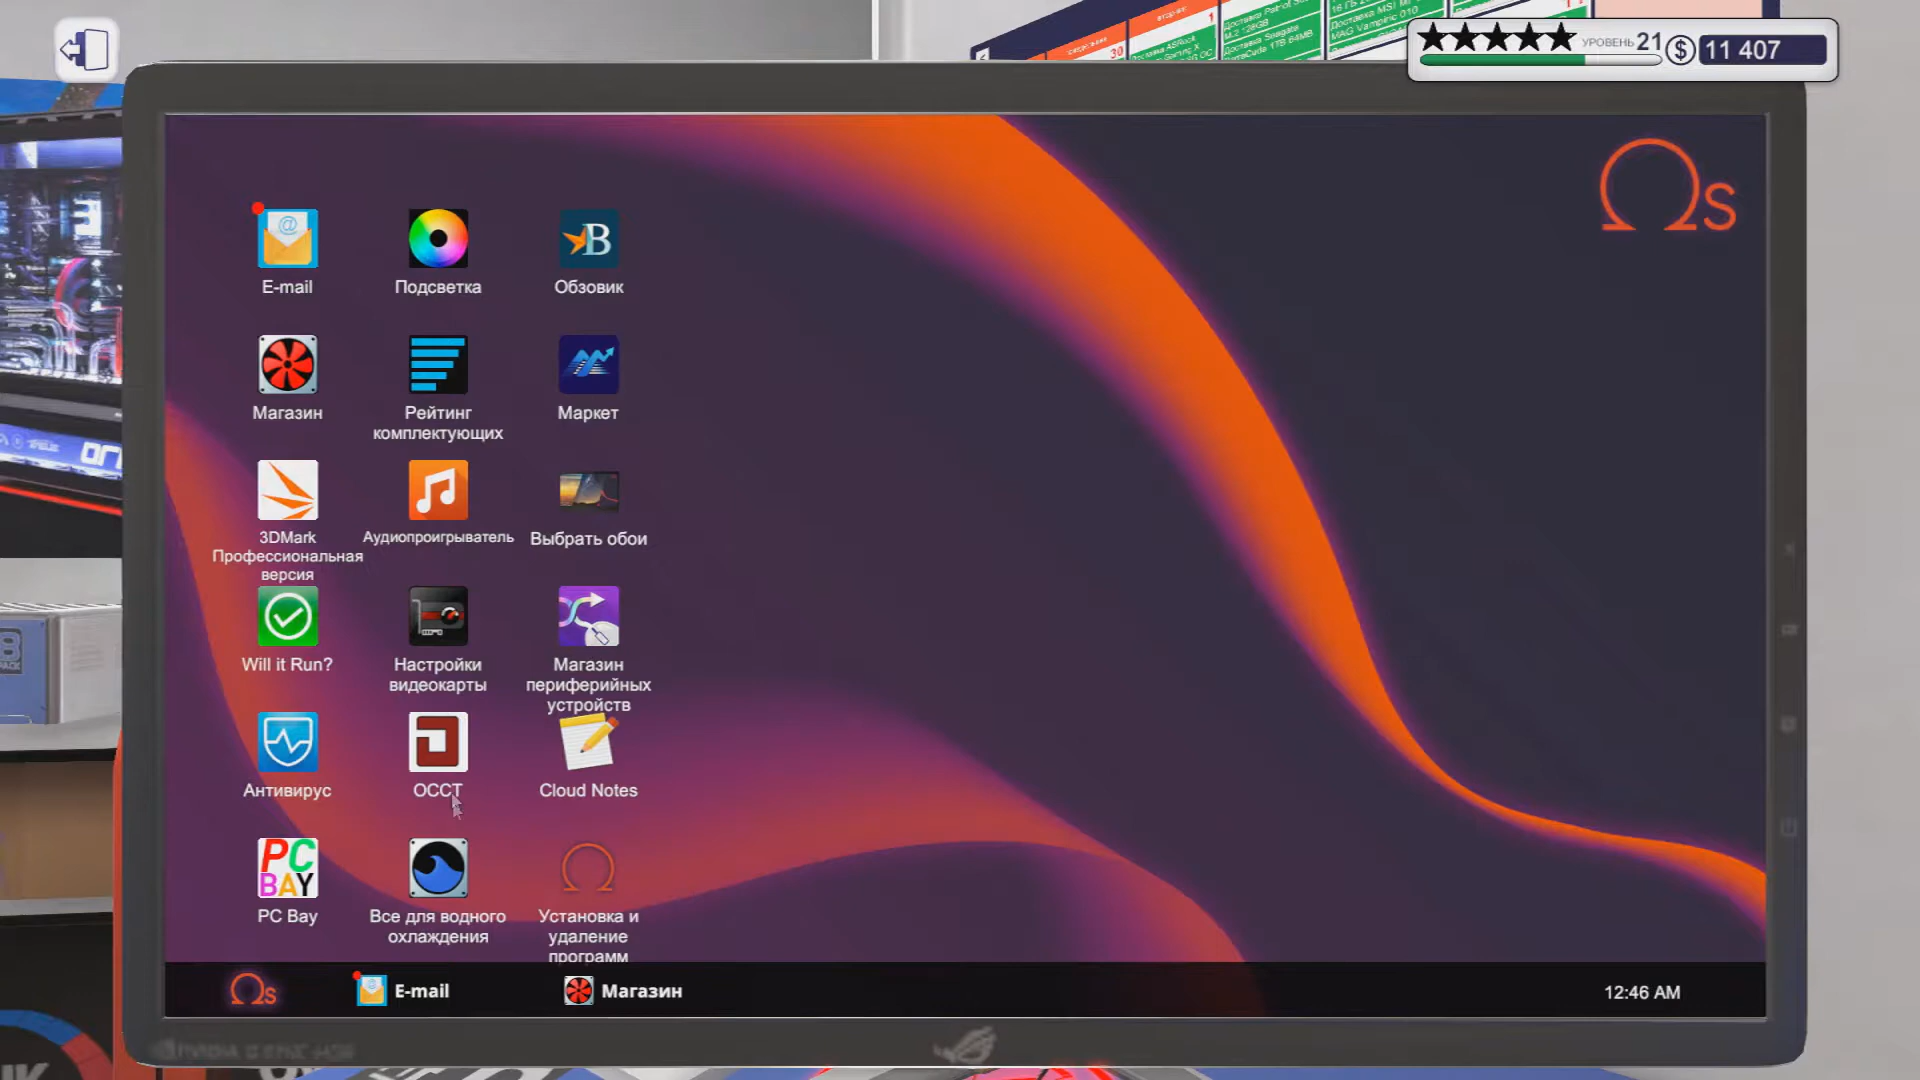 УРОВЕНЬ 21
11 407
Ωs
E-mail
Подсветка
Обзовик
Магазин
Рейтинг
комплектующих
Маркет
3DMark
Профессиональная
версия
Аудиопроигрыватель
Выбрать обои
Will it Run?
Настройки
видеокарты
Магазин
периферийных
устройств
Антивирус
OCCT
Cloud Notes
PC
BAY
PC Bay
Все для водного
охлаждения
Установка и
удаление
программ
Ωs
E-mail
Магазин
12:46 AM